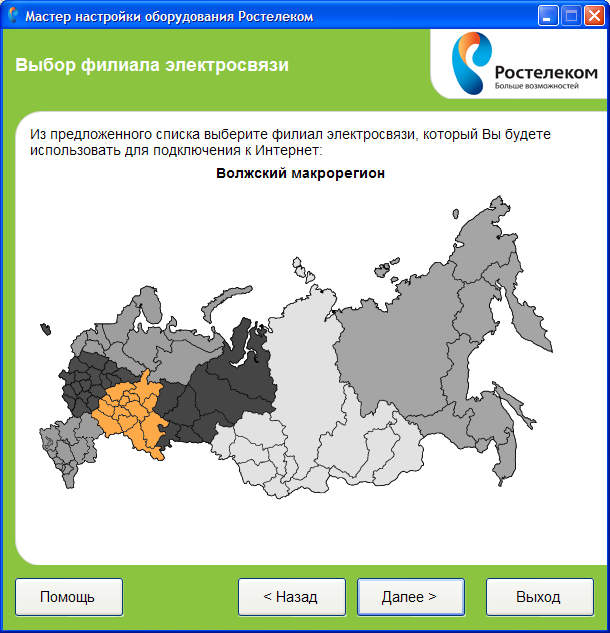 Мастер настройки оборудования Ростелеком
Выбор филиала электросвязи
Ростелеком
Больше возможностей
Из предложенного списка выберите филиал электросвязи, который Вы будете
использовать для подключения к Интернет:
Волжский макрорегион
Помощь
< Назад
Далее >
Выход